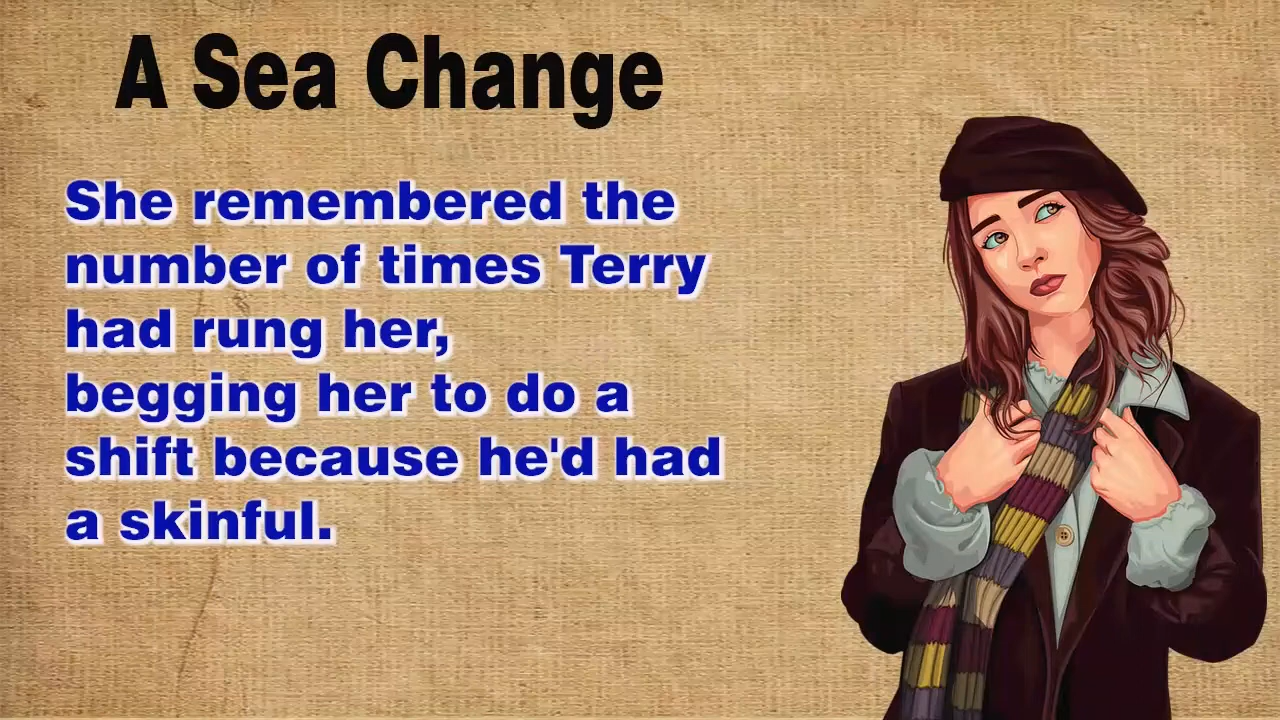 A Sea Change
She remembered the
number of times Terry
had rung her,
begging her to do a
shift because he'd had
a skinful.